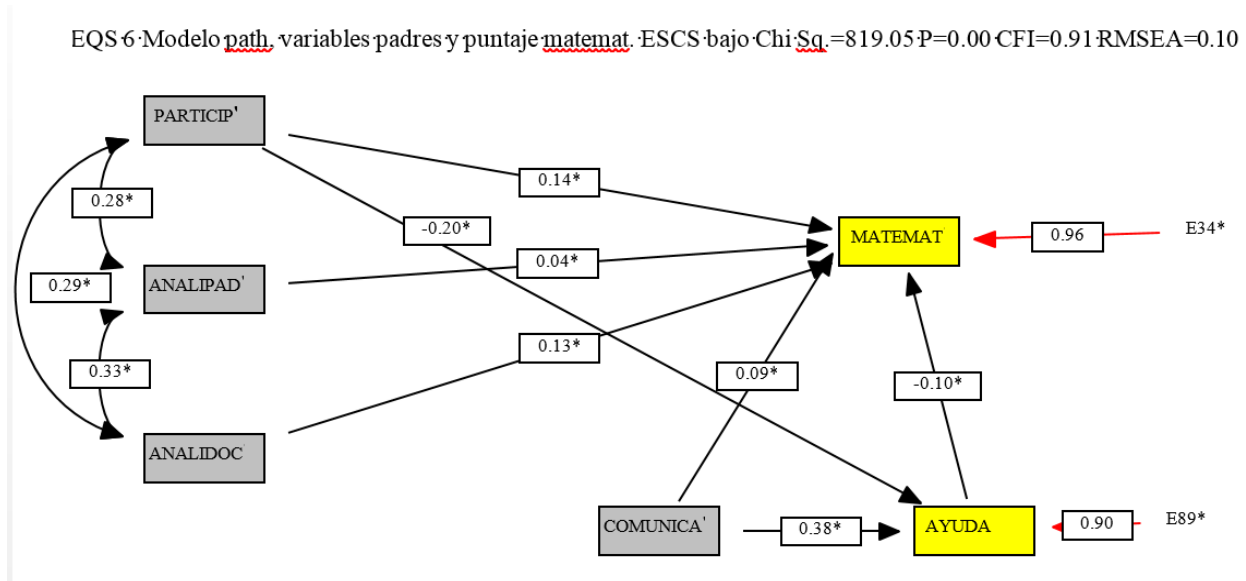 EQS 6 Modelo path, variables padres y puntaje matemat. ESCS bajo Chi Sq.=819.05 P=0.00 CFI=0.91 RMSEA=0.10
PARTICIP'
0.14*
0.28*
-0.20*
MATEMAT
0.96
E34*
0.04*
ANALIPAD'
0.29*
0.13*
0.33*
0.09*
-0.10*
ANALIDOC
COMUNICA'
0.38*
AYUDA
0.90
E89*